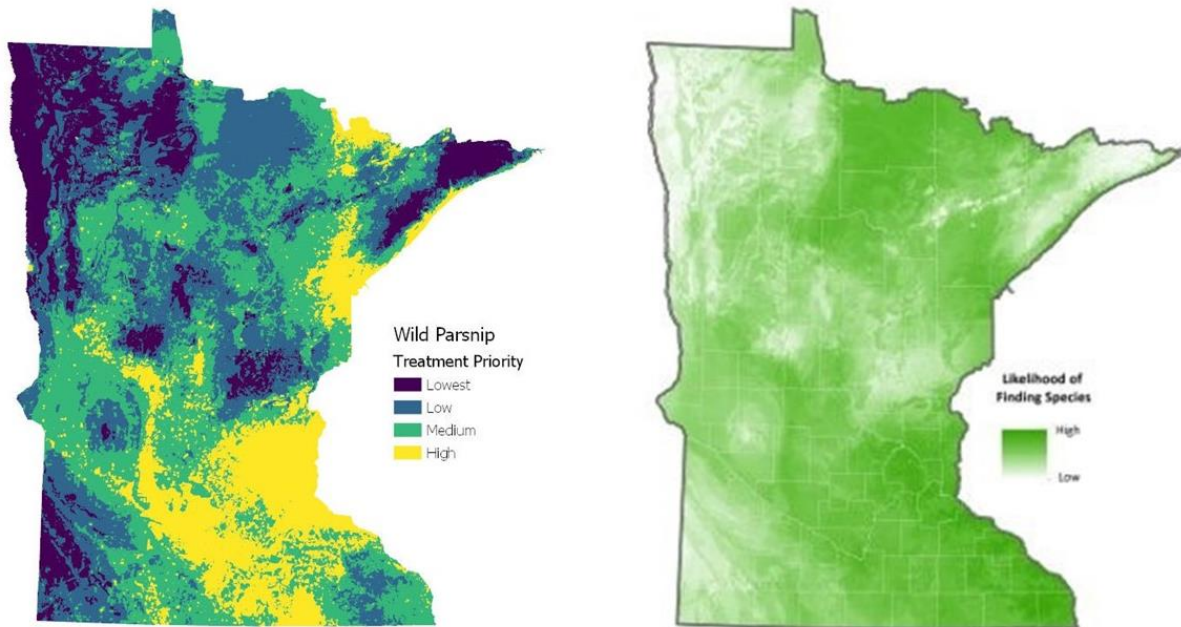 Wild Parsnip
Treatment Priority
Lowest
Low
Medium
High
Likelihood of
Finding Species
High
Low